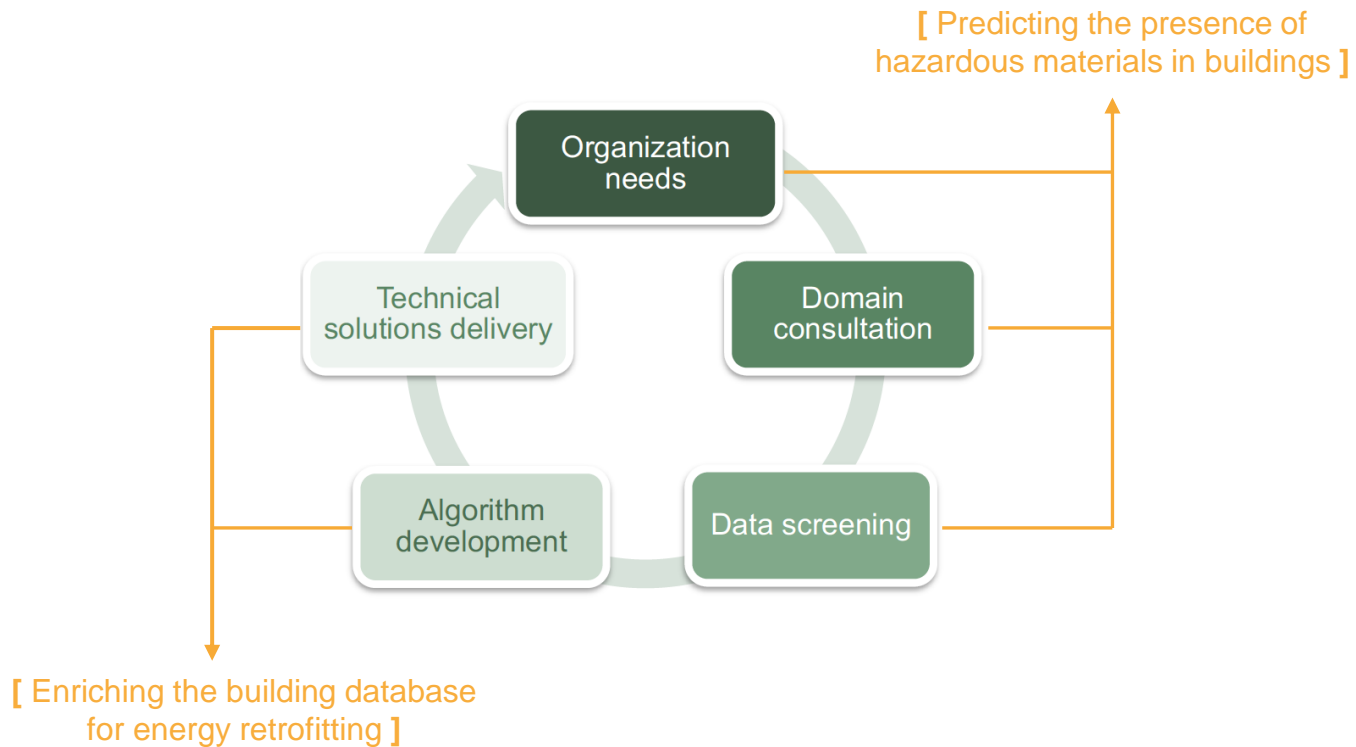 [ Predicting the presence of
hazardous materials in buildings ]
Organization
needs
Technical
solutions delivery
Domain
consultation
Algorithm
development
Data screening
[ Enriching the building database
for energy retrofitting ]